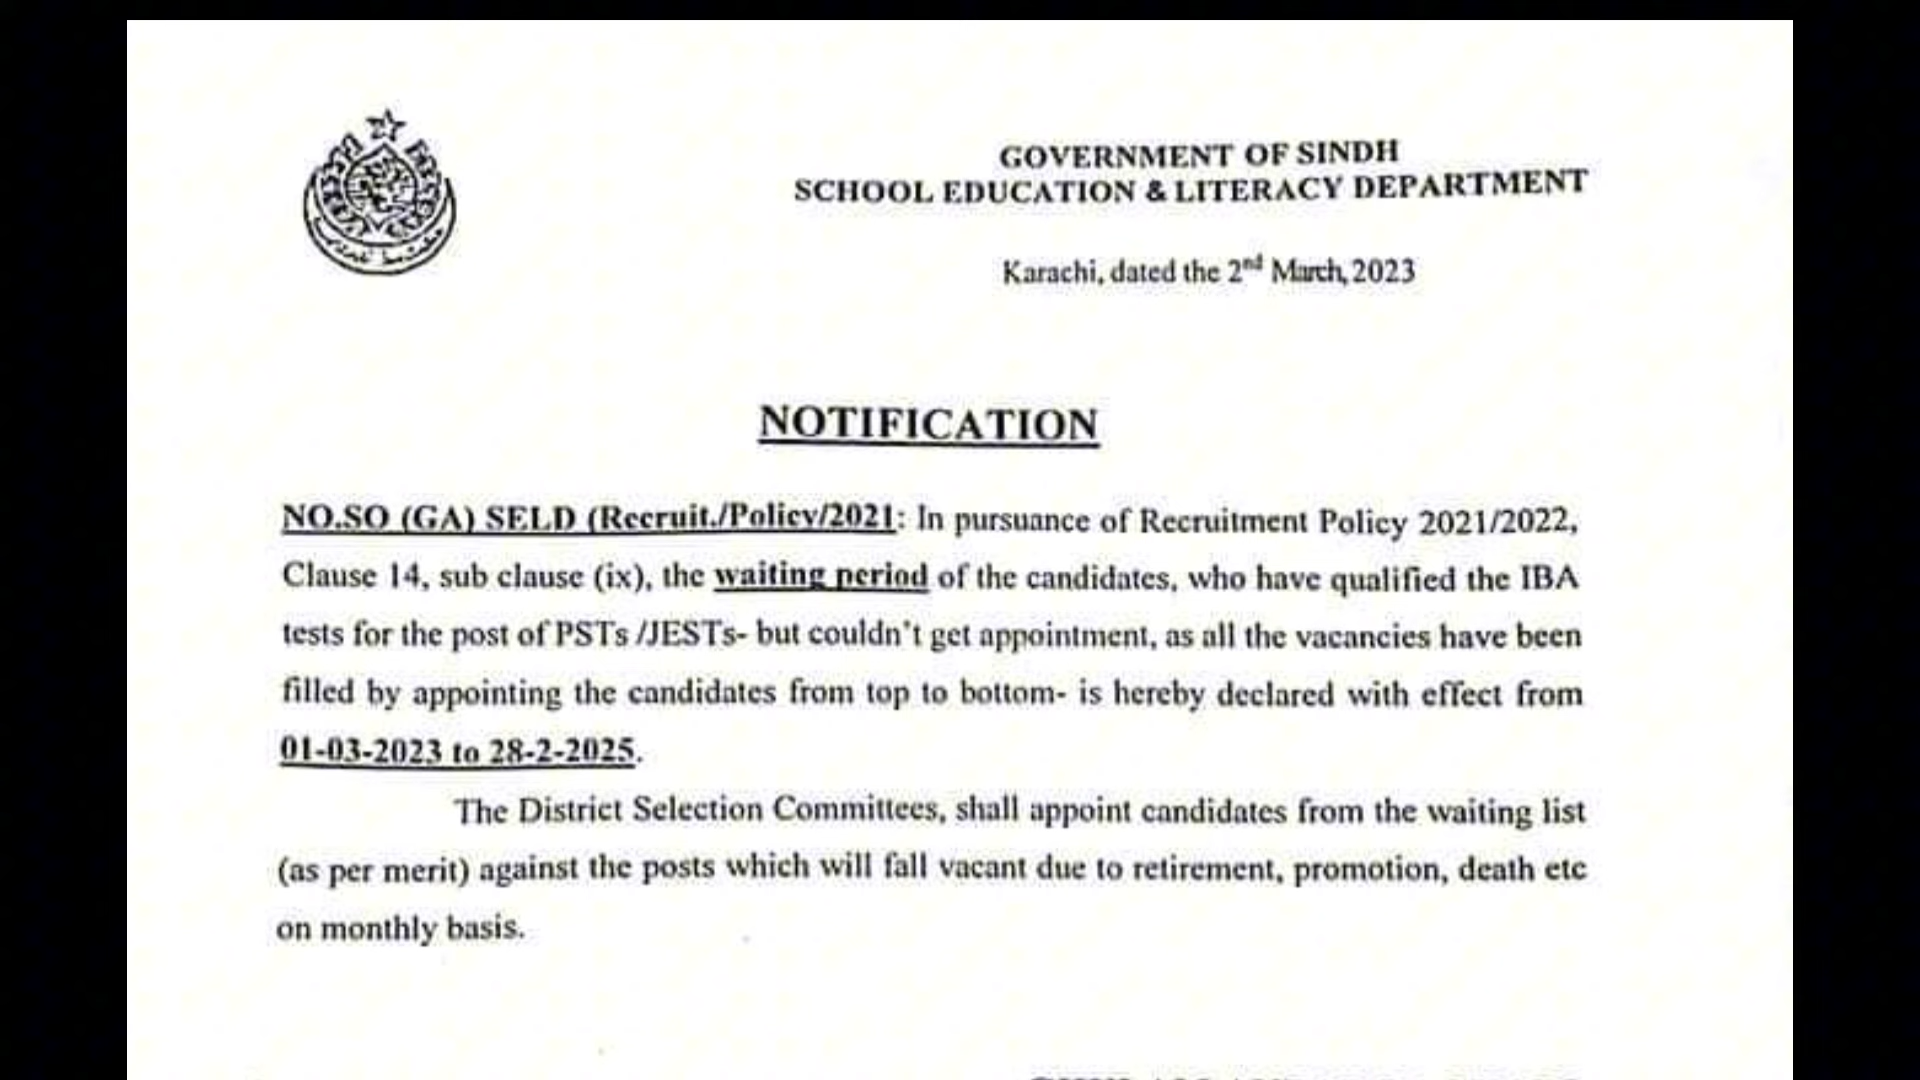 GOVERNMENT OF SINDH
SCHOOL EDUCATION & LITERACY DEPARTMENT
Karachi, dated the 2nd March, 2023
NOTIFICATION
NO.SO (GA) SELD (Recruit./Policy/2021: In pursuance of Recruitment Policy 2021/2022,
Clause 14, sub clause (ix), the waiting period of the candidates, who have qualified the IBA
tests for the post of PSTs /JESTs- but couldn't get appointment, as all the vacancies have been
filled by appointing the candidates from top to bottom- is hereby declared with effect from
01-03-2023 to 28-2-2025.
The District Selection Committees, shall appoint candidates from the waiting list
(as per merit) against the posts which will fall vacant due to retirement, promotion, death etc
on monthly basis.